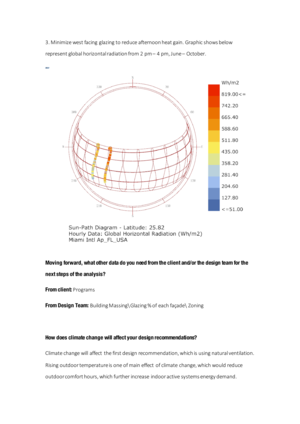 3. Minimize west facing glazing to reduce afternoon heat gain. Graphic shows below
represent global horizontal radiation from 2 pm – 4 pm, June – October.
Wh/m2
819.00<=
742.20
665.40
588.60
511.80
435.00
358.20
281.40
204.60
127.80
<=51.00
Sun-Path Diagram - Latitude: 25.82
Hourly Data: Global Horizontal Radiation (Wh/m2)
Miami Intl Ap_FL_USA
Moving forward, what other data do you need from the client and/or the design team for the
next steps of the analysis?
From client: Programs
From Design Team: Building Massing\Glazing % of each façade\ Zoning
How does climate change will affect your design recommendations?
Climate change will affect the first design recommendation, which is using natural ventilation.
Rising outdoor temperature is one of main effect of climate change, which would reduce
outdoor comfort hours, which further increase indoor active systems energy demand.